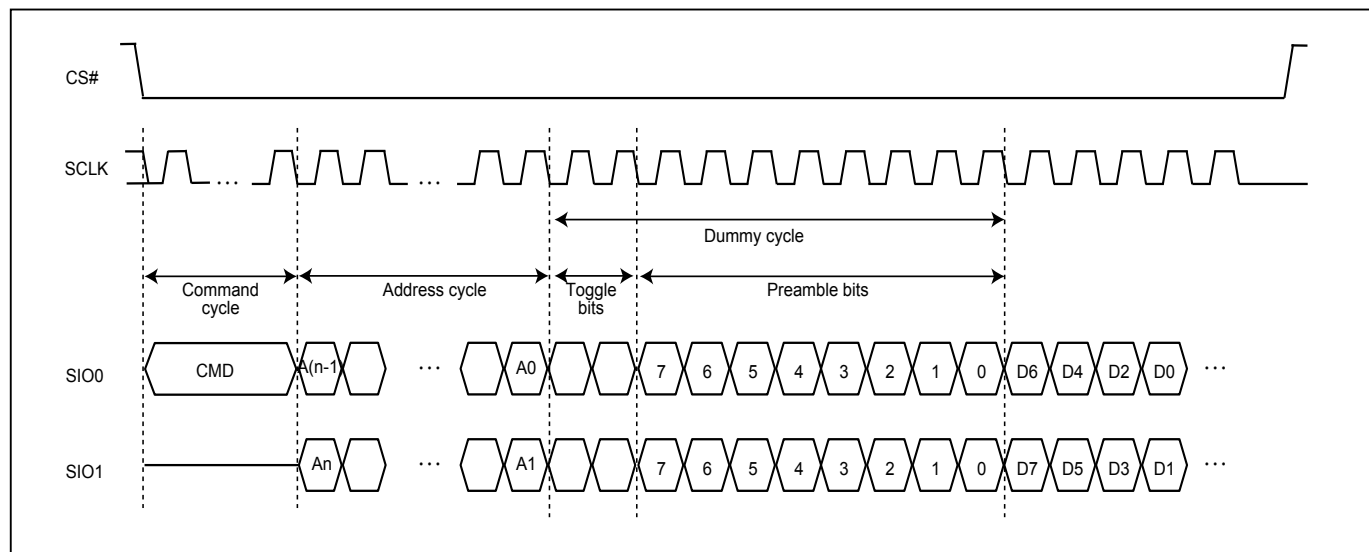 CS#
SCLK
...
...
Dummy cycle
Command
cycle
Address cycle
Toggle
bits
Preamble bits
SIO0
CMD
A(n-1)
...
A0
7 6 5 4 3 2 1 0 D6 D4 D2 D0 ...
SIO1
An
...
A1
7 6 5 4 3 2 1 0 D7 D5 D3 D1 ...